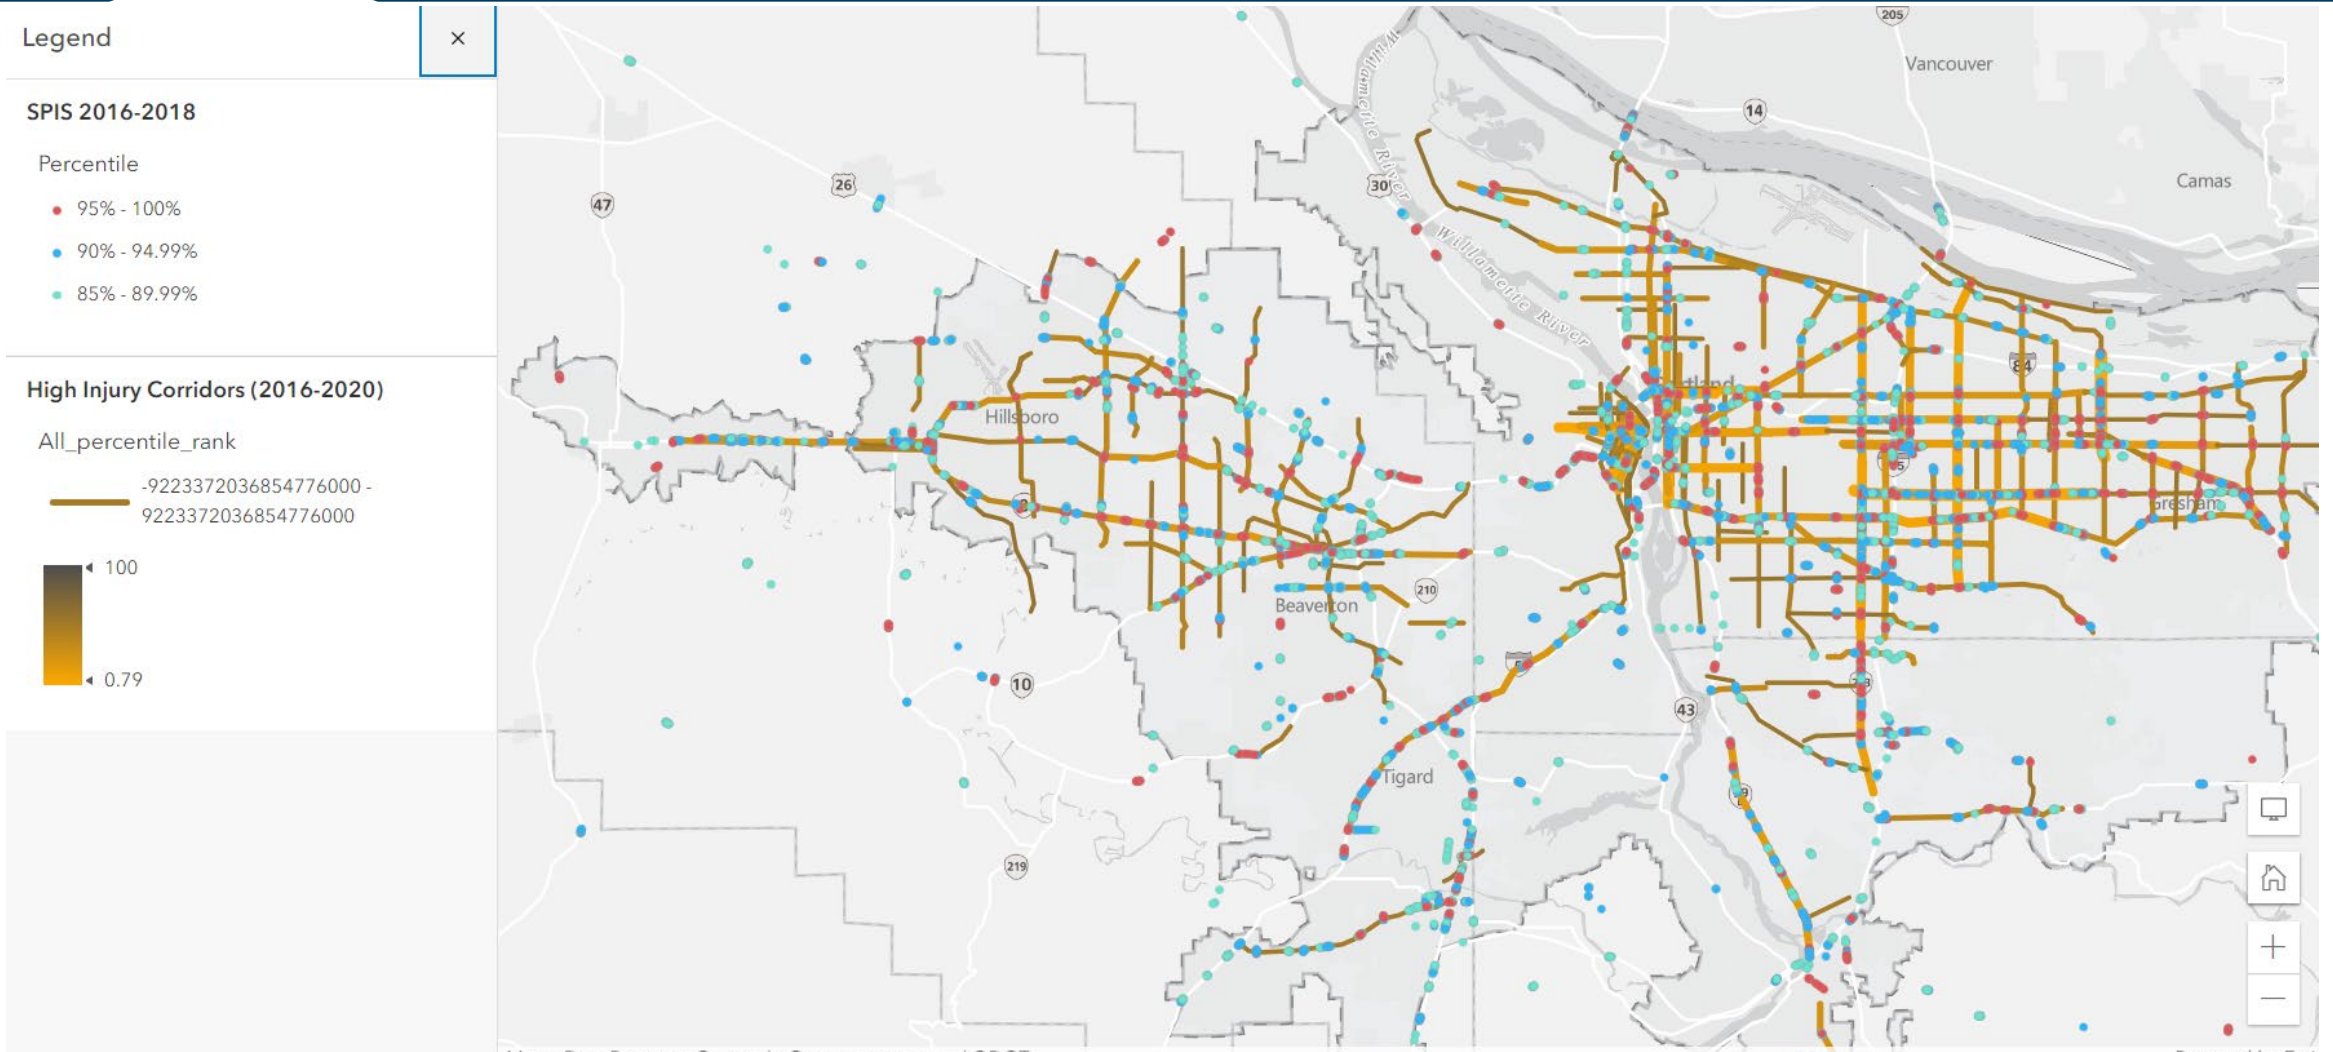 Legend
SPIS 2016-2018
Percentile
95% - 100%
90% - 94.99%
85% - 89.99%
High Injury Corridors (2016-2020)
All_percentile_rank
-9223372036854776000 -
9223372036854776000
100
0.79
205
Vancouver
14
Camas
Willamette River
30
26
47
Willamette River
84
Hillsboro
Gresham
Beaverton
210
5
10
43
Tigard
219